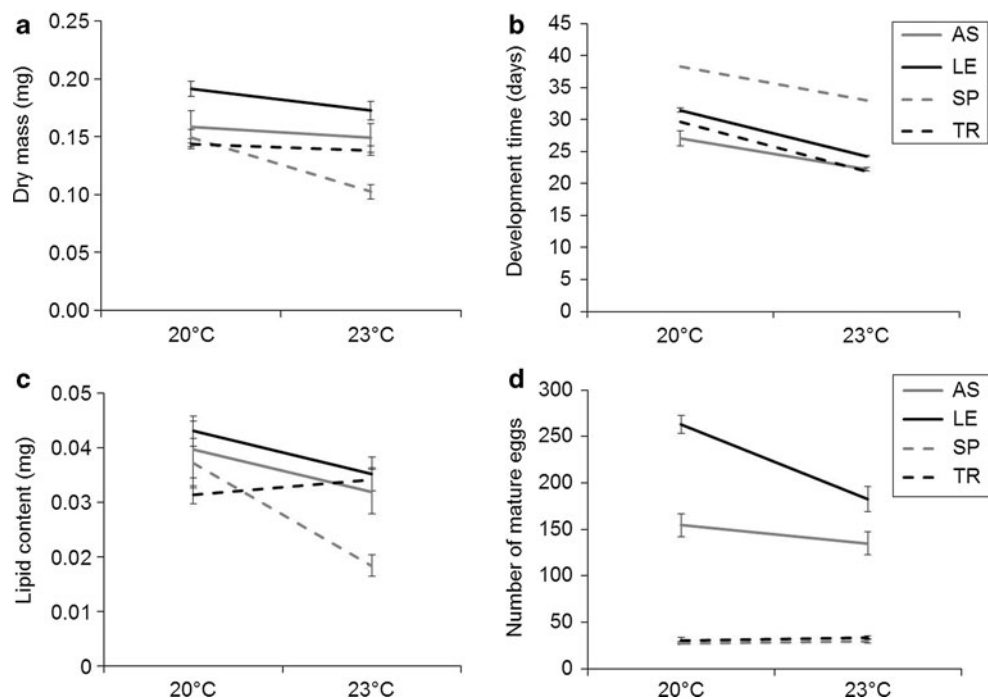 a
Dry mass (mg)
0.25
0.20
0.15
0.10
0.05
0.00
20°C
23°C
b
Development time (days)
45
40
35
30
25
20
15
10
5
0
20°C
23°C
AS
LE
SP
TR
c
Lipid content (mg)
0.05
0.04
0.03
0.02
0.01
0
20°C
23°C
d
Number of mature eggs
300
250
200
150
100
50
0
20°C
23°C
AS
LE
SP
TR